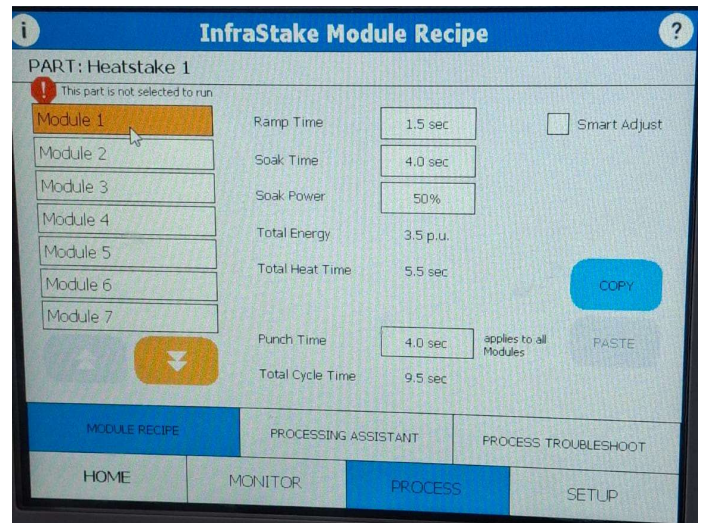 i
InfraStake Module Recipe
?
PART: Heatstake 1
! This part is not selected to run
Module 1
Module 2
Module 3
Module 4
Module 5
Module 6
Module 7
Ramp Time 1.5 sec
Smart Adjust
Soak Time 4.0 sec
Soak Power 50%
Total Energy 3.5 p.u.
Total Heat Time 5.5 sec
COPY
Punch Time 4.0 sec
applies to all
Modules
PASTE
Total Cycle Time 9.5 sec
MODULE RECIPE
PROCESSING ASSISTANT
PROCESS TROUBLESHOOT
HOME
MONITOR
PROCESS
SETUP